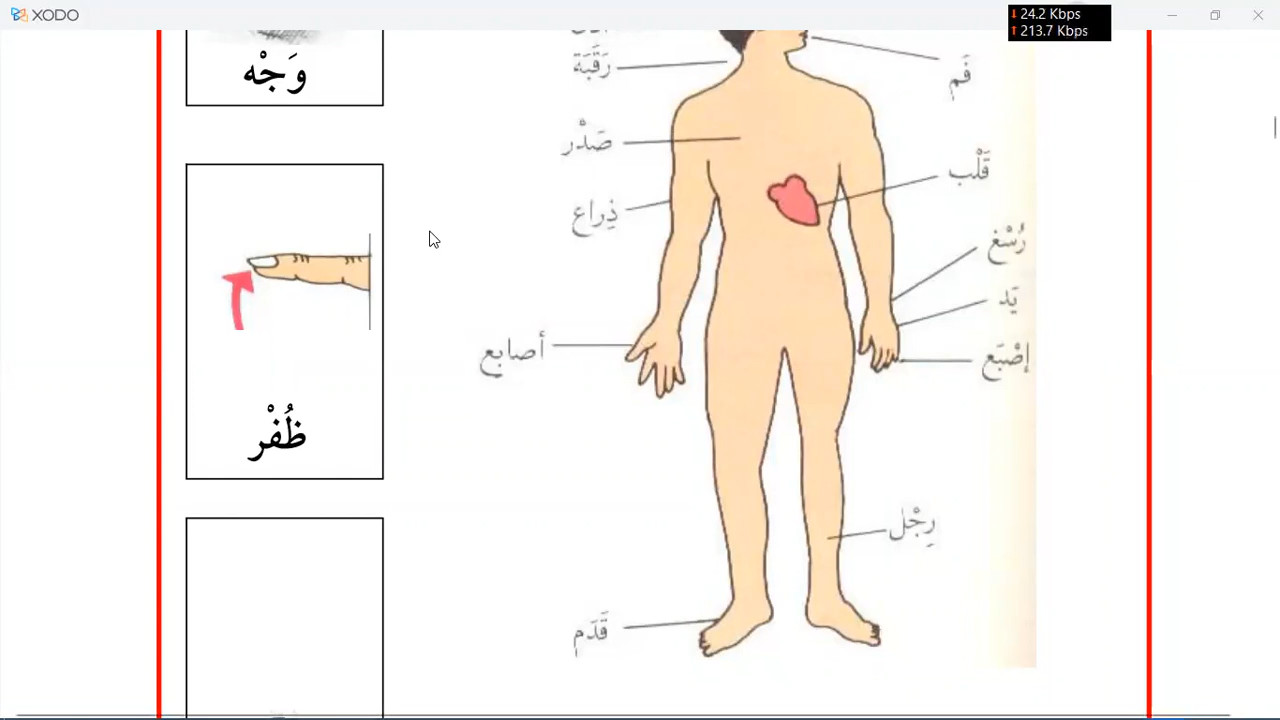 XODO
24.2 Kbps
213.7 Kbps
وَجْه
رَقَبَة
فَم
صَدْر
قَلْب
ذِراع
رُسْغ
يَد
أصابع
إصْبَع
ظُفْر
رِجْل
قَدَم